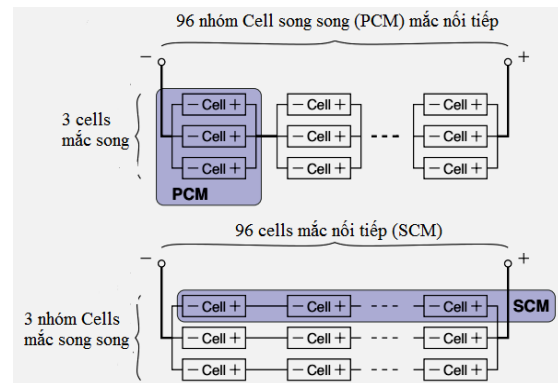 96 nhóm Cell song song (PCM) mắc nối tiếp
− +
3 cells
mắc song
− Cell + − Cell + − Cell +
− Cell + − Cell + − Cell +
− Cell + − Cell + − Cell +
PCM
96 cells mắc nối tiếp (SCM)
− +
3 nhóm Cells
mắc song song
− Cell + − Cell + − Cell + SCM
− Cell + − Cell + − Cell +
− Cell + − Cell + − Cell +